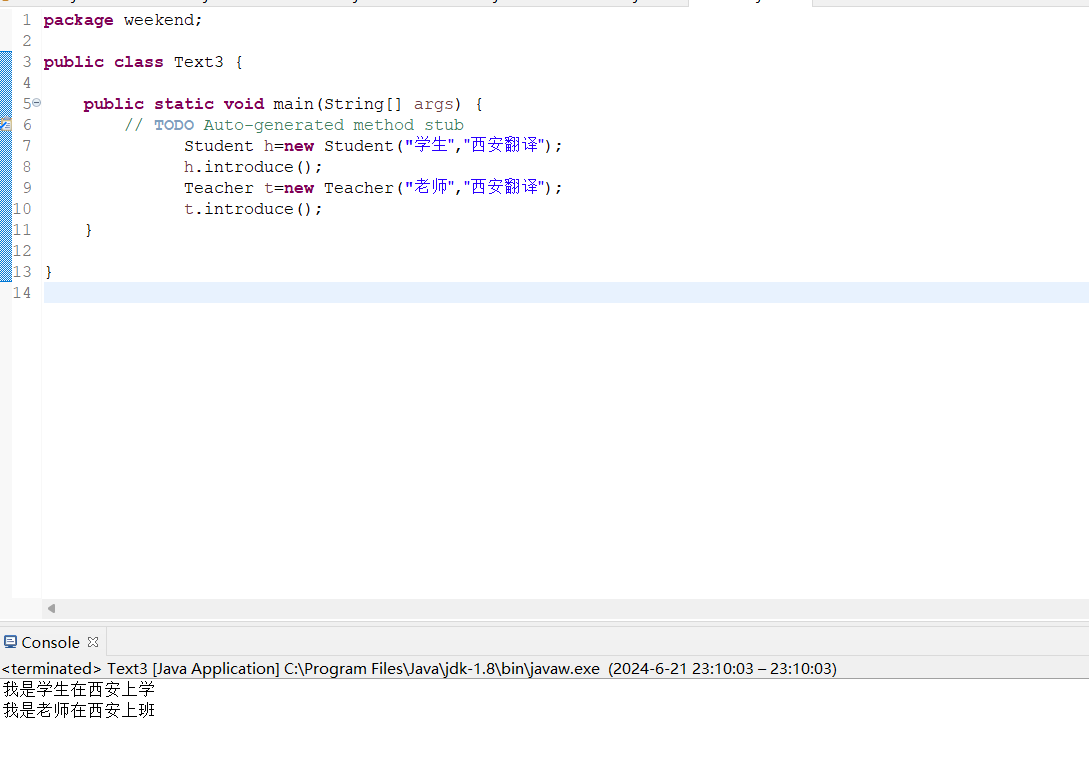 1 package weekend;
2
3 public class Text3 {
4
5 public static void main(String[] args) {
6 // TODO Auto-generated method stub
7 Student h=new Student("学生","西安翻译");
8 h.introduce();
9 Teacher t=new Teacher("老师","西安翻译");
10 t.introduce();
11 }
12
13 }
14
Console
<terminated> Text3 [Java Application] C:\Program Files\Java\jdk-1.8\bin\javaw.exe (2024-6-21 23:10:03 – 23:10:03)
我是学生在西安上学
我是老师在西安上班